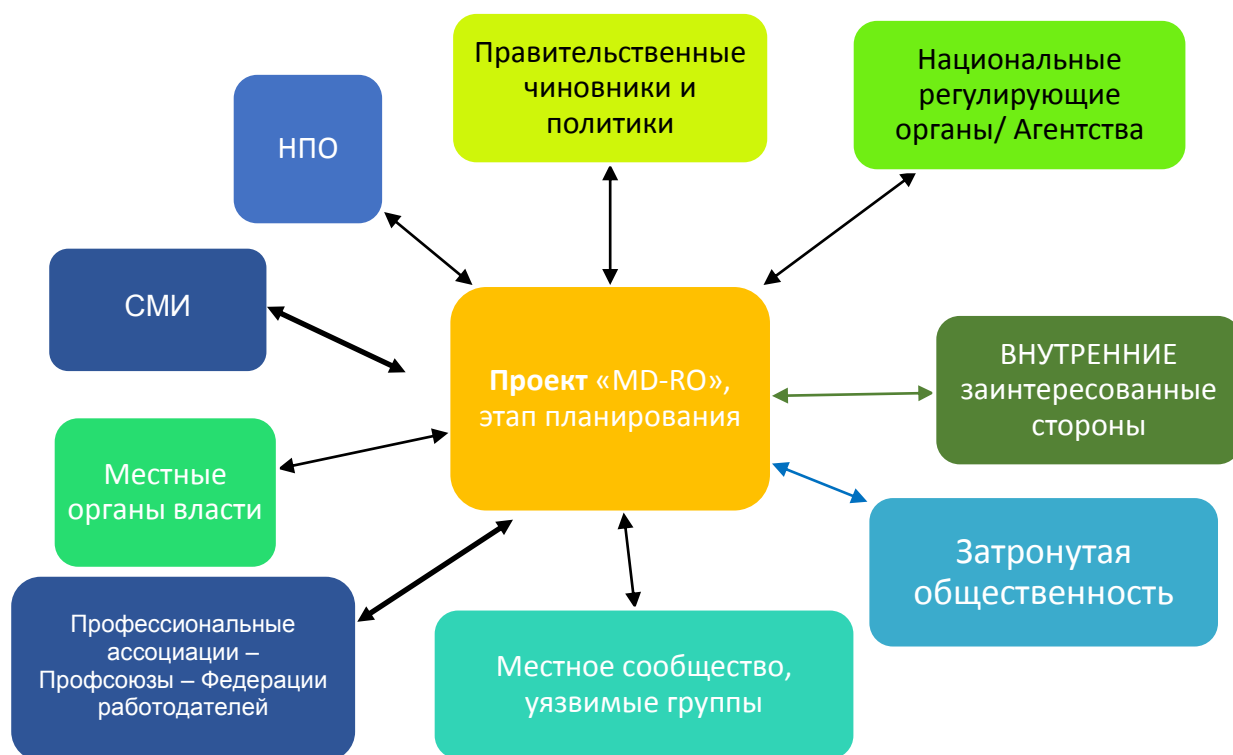 Правительственные
чиновники и
политики
Национальные
регулирующие
органы/ Агентства
НПО
СМИ
Проект «MD-RO»,
этап планирования
ВНУТРЕННИЕ
заинтересованные
стороны
Местные
органы власти
Затронутая
общественность
Профессиональные
ассоциации –
Профсоюзы – Федерации
работодателей
Местное сообщество,
уязвимые группы